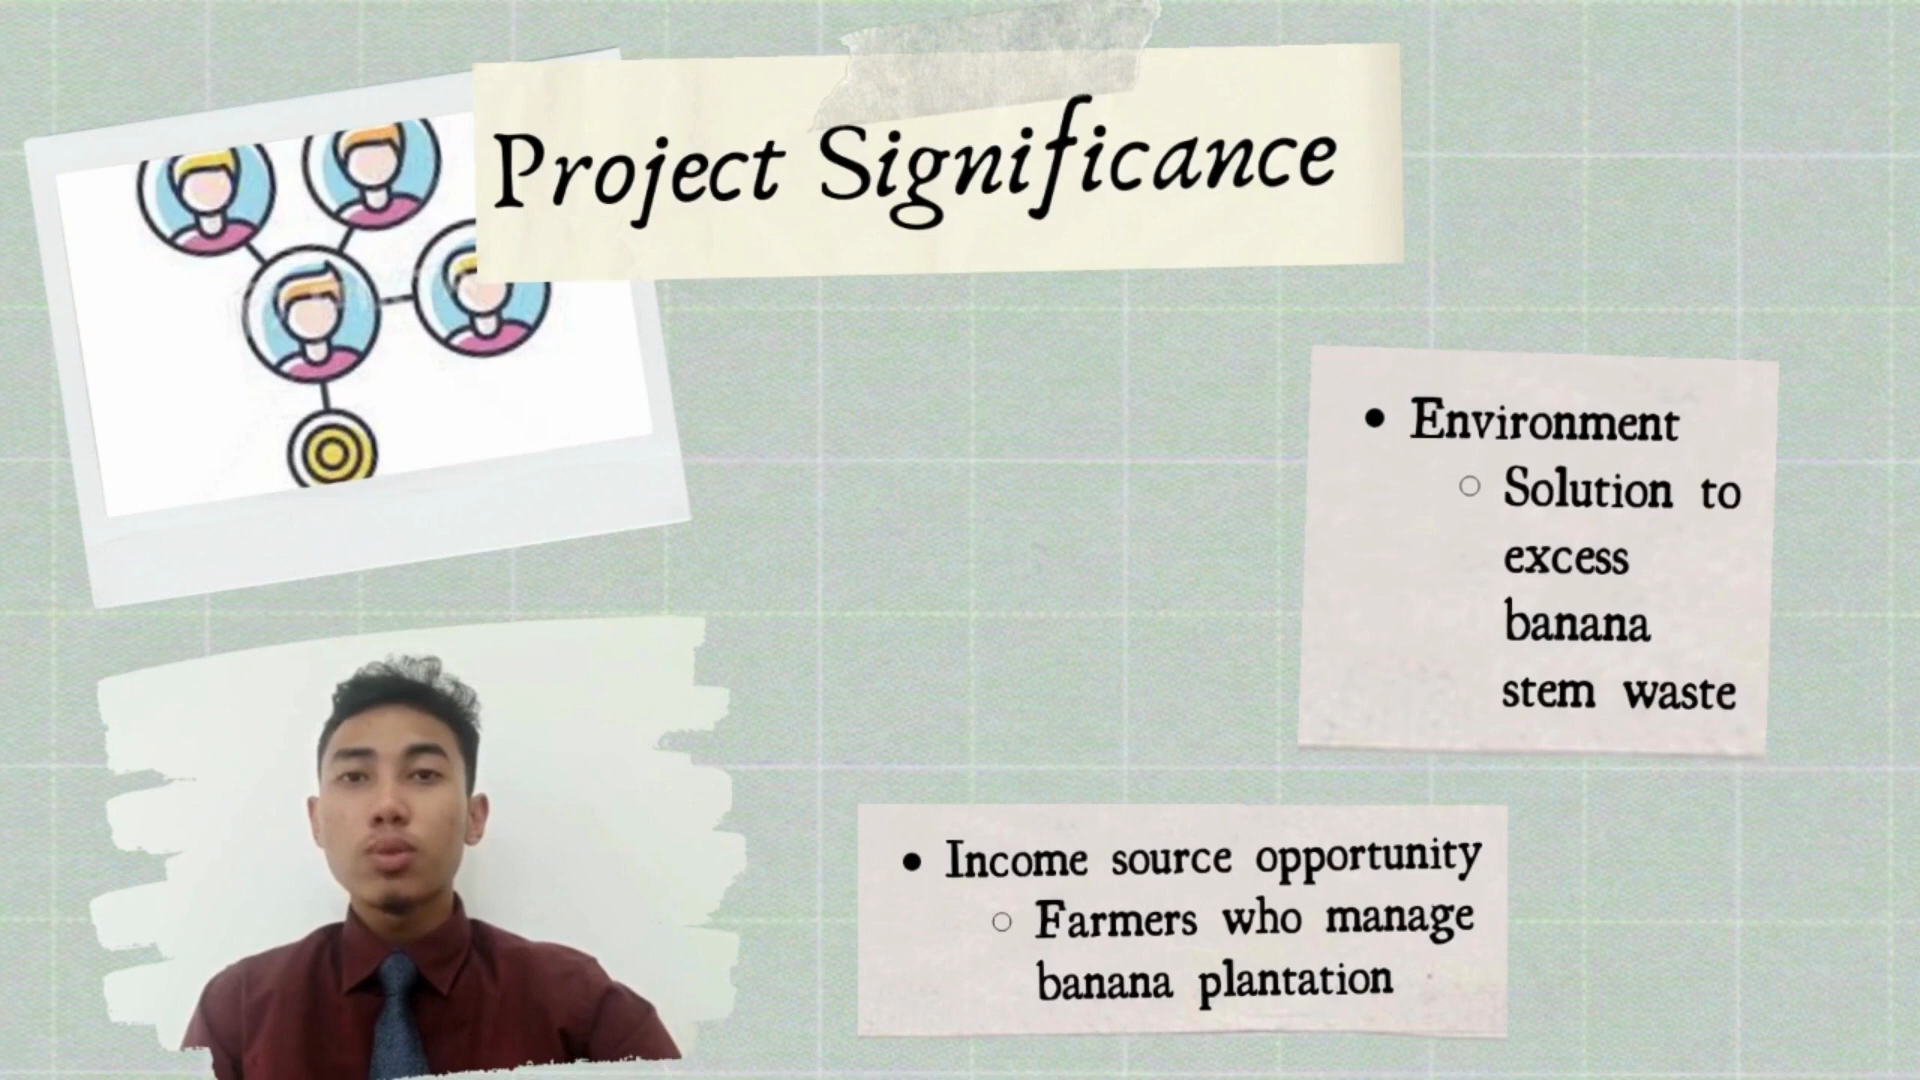 Project Significance
• Environment
○ Solution to
excess
banana
stem waste
• Income source opportunity
○ Farmers who manage
banana plantation